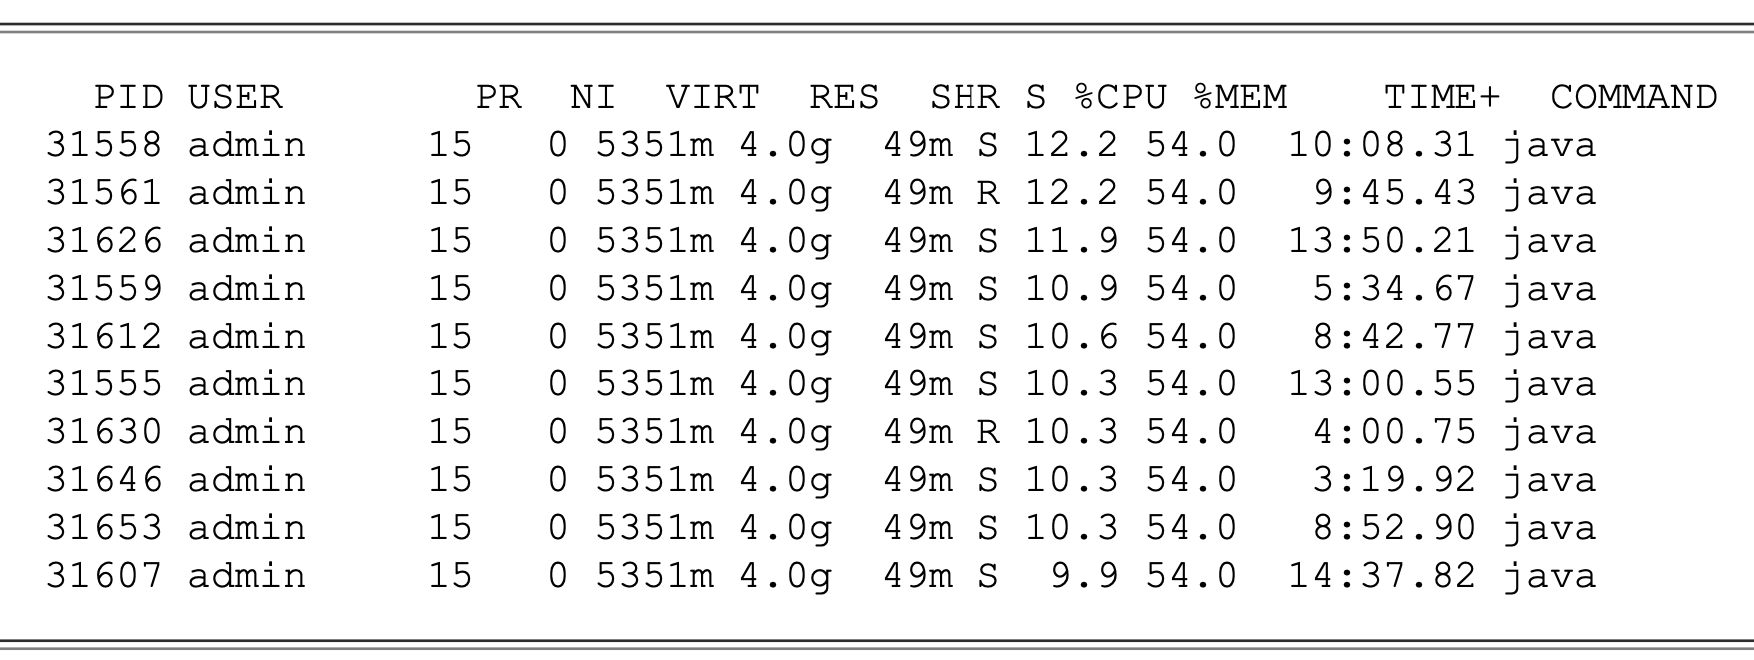 PID USER        PR  NI  VIRT  RES  SHR S %CPU %MEM    TIME+  COMMAND
31558 admin     15   0 5351m 4.0g  49m S 12.2 54.0  10:08.31 java
31561 admin     15   0 5351m 4.0g  49m R 12.2 54.0   9:45.43 java
31626 admin     15   0 5351m 4.0g  49m S 11.9 54.0  13:50.21 java
31559 admin     15   0 5351m 4.0g  49m S 10.9 54.0   5:34.67 java
31612 admin     15   0 5351m 4.0g  49m S 10.6 54.0   8:42.77 java
31555 admin     15   0 5351m 4.0g  49m S 10.3 54.0  13:00.55 java
31630 admin     15   0 5351m 4.0g  49m R 10.3 54.0   4:00.75 java
31646 admin     15   0 5351m 4.0g  49m S 10.3 54.0   3:19.92 java
31653 admin     15   0 5351m 4.0g  49m S 10.3 54.0   8:52.90 java
31607 admin     15   0 5351m 4.0g  49m S  9.9 54.0  14:37.82 java